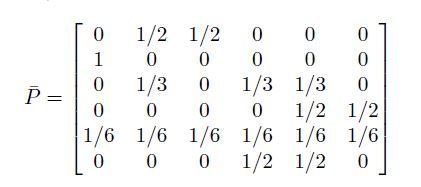 0 1/2 1/2 0 0 0
1 0 0 0 0 0
0 1/3 0 1/3 1/3 0
P̄ =
0 0 0 0 1/2 1/2
1/6 1/6 1/6 1/6 1/6 1/6
0 0 0 1/2 1/2 0